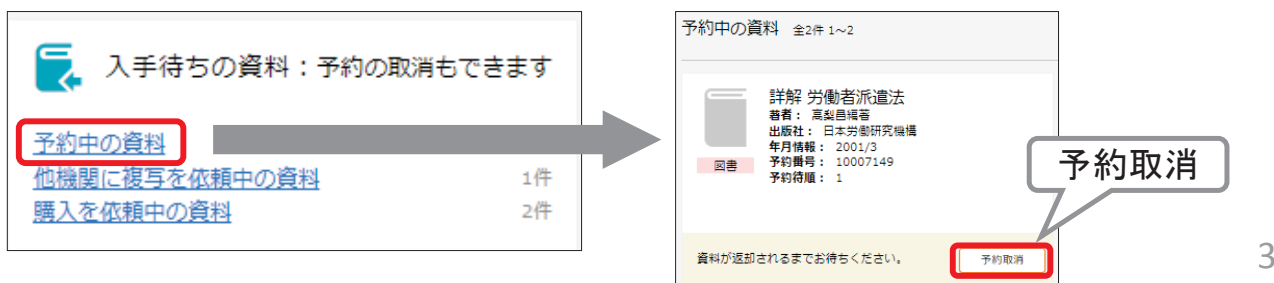 入手待ちの資料：予約の取消もできます
予約中の資料
他機関に複写を依頼中の資料 1件
購入を依頼中の資料 2件
予約中の資料 全2件 1～2
詳解 労働者派遣法
著者： 高梨昌編著
出版社： 日本労働研究機構
年月情報： 2001/3
図書
予約番号： 10007149
予約待順： 1
予約取消
資料が返却されるまでお待ちください。
予約取消
3